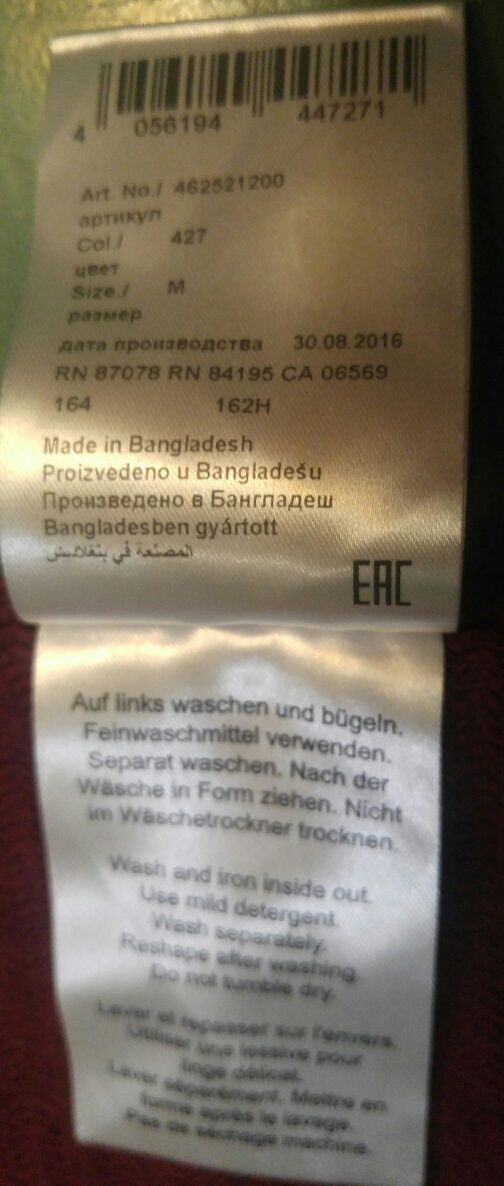 4 056194 447271
Art. No./ 462521200
артикул
Col./ 427
цвет
Size./ M
размер
дата производства 30.08.2016
RN 87078 RN 84195 CA 06569
164 162H
Made in Bangladesh
Proizvedeno u Bangladešu
Произведено в Бангладеш
Bangladesben gyártott
المصنعة في بنغلاديش
EAC
Auf links waschen und bügeln.
Feinwaschmittel verwenden.
Separat waschen. Nach der
Wäsche in Form ziehen. Nicht
im Wäschetrockner trocknen.
Wash and iron inside out.
Use mild detergent.
Wash separately.
Reshape after washing.
Do not tumble dry.
Laver et repasser sur l'envers.
Utiliser une lessive pour
linge délicat.
Laver séparément. Mettre en
forme après le lavage.
Pas de séchage machine.